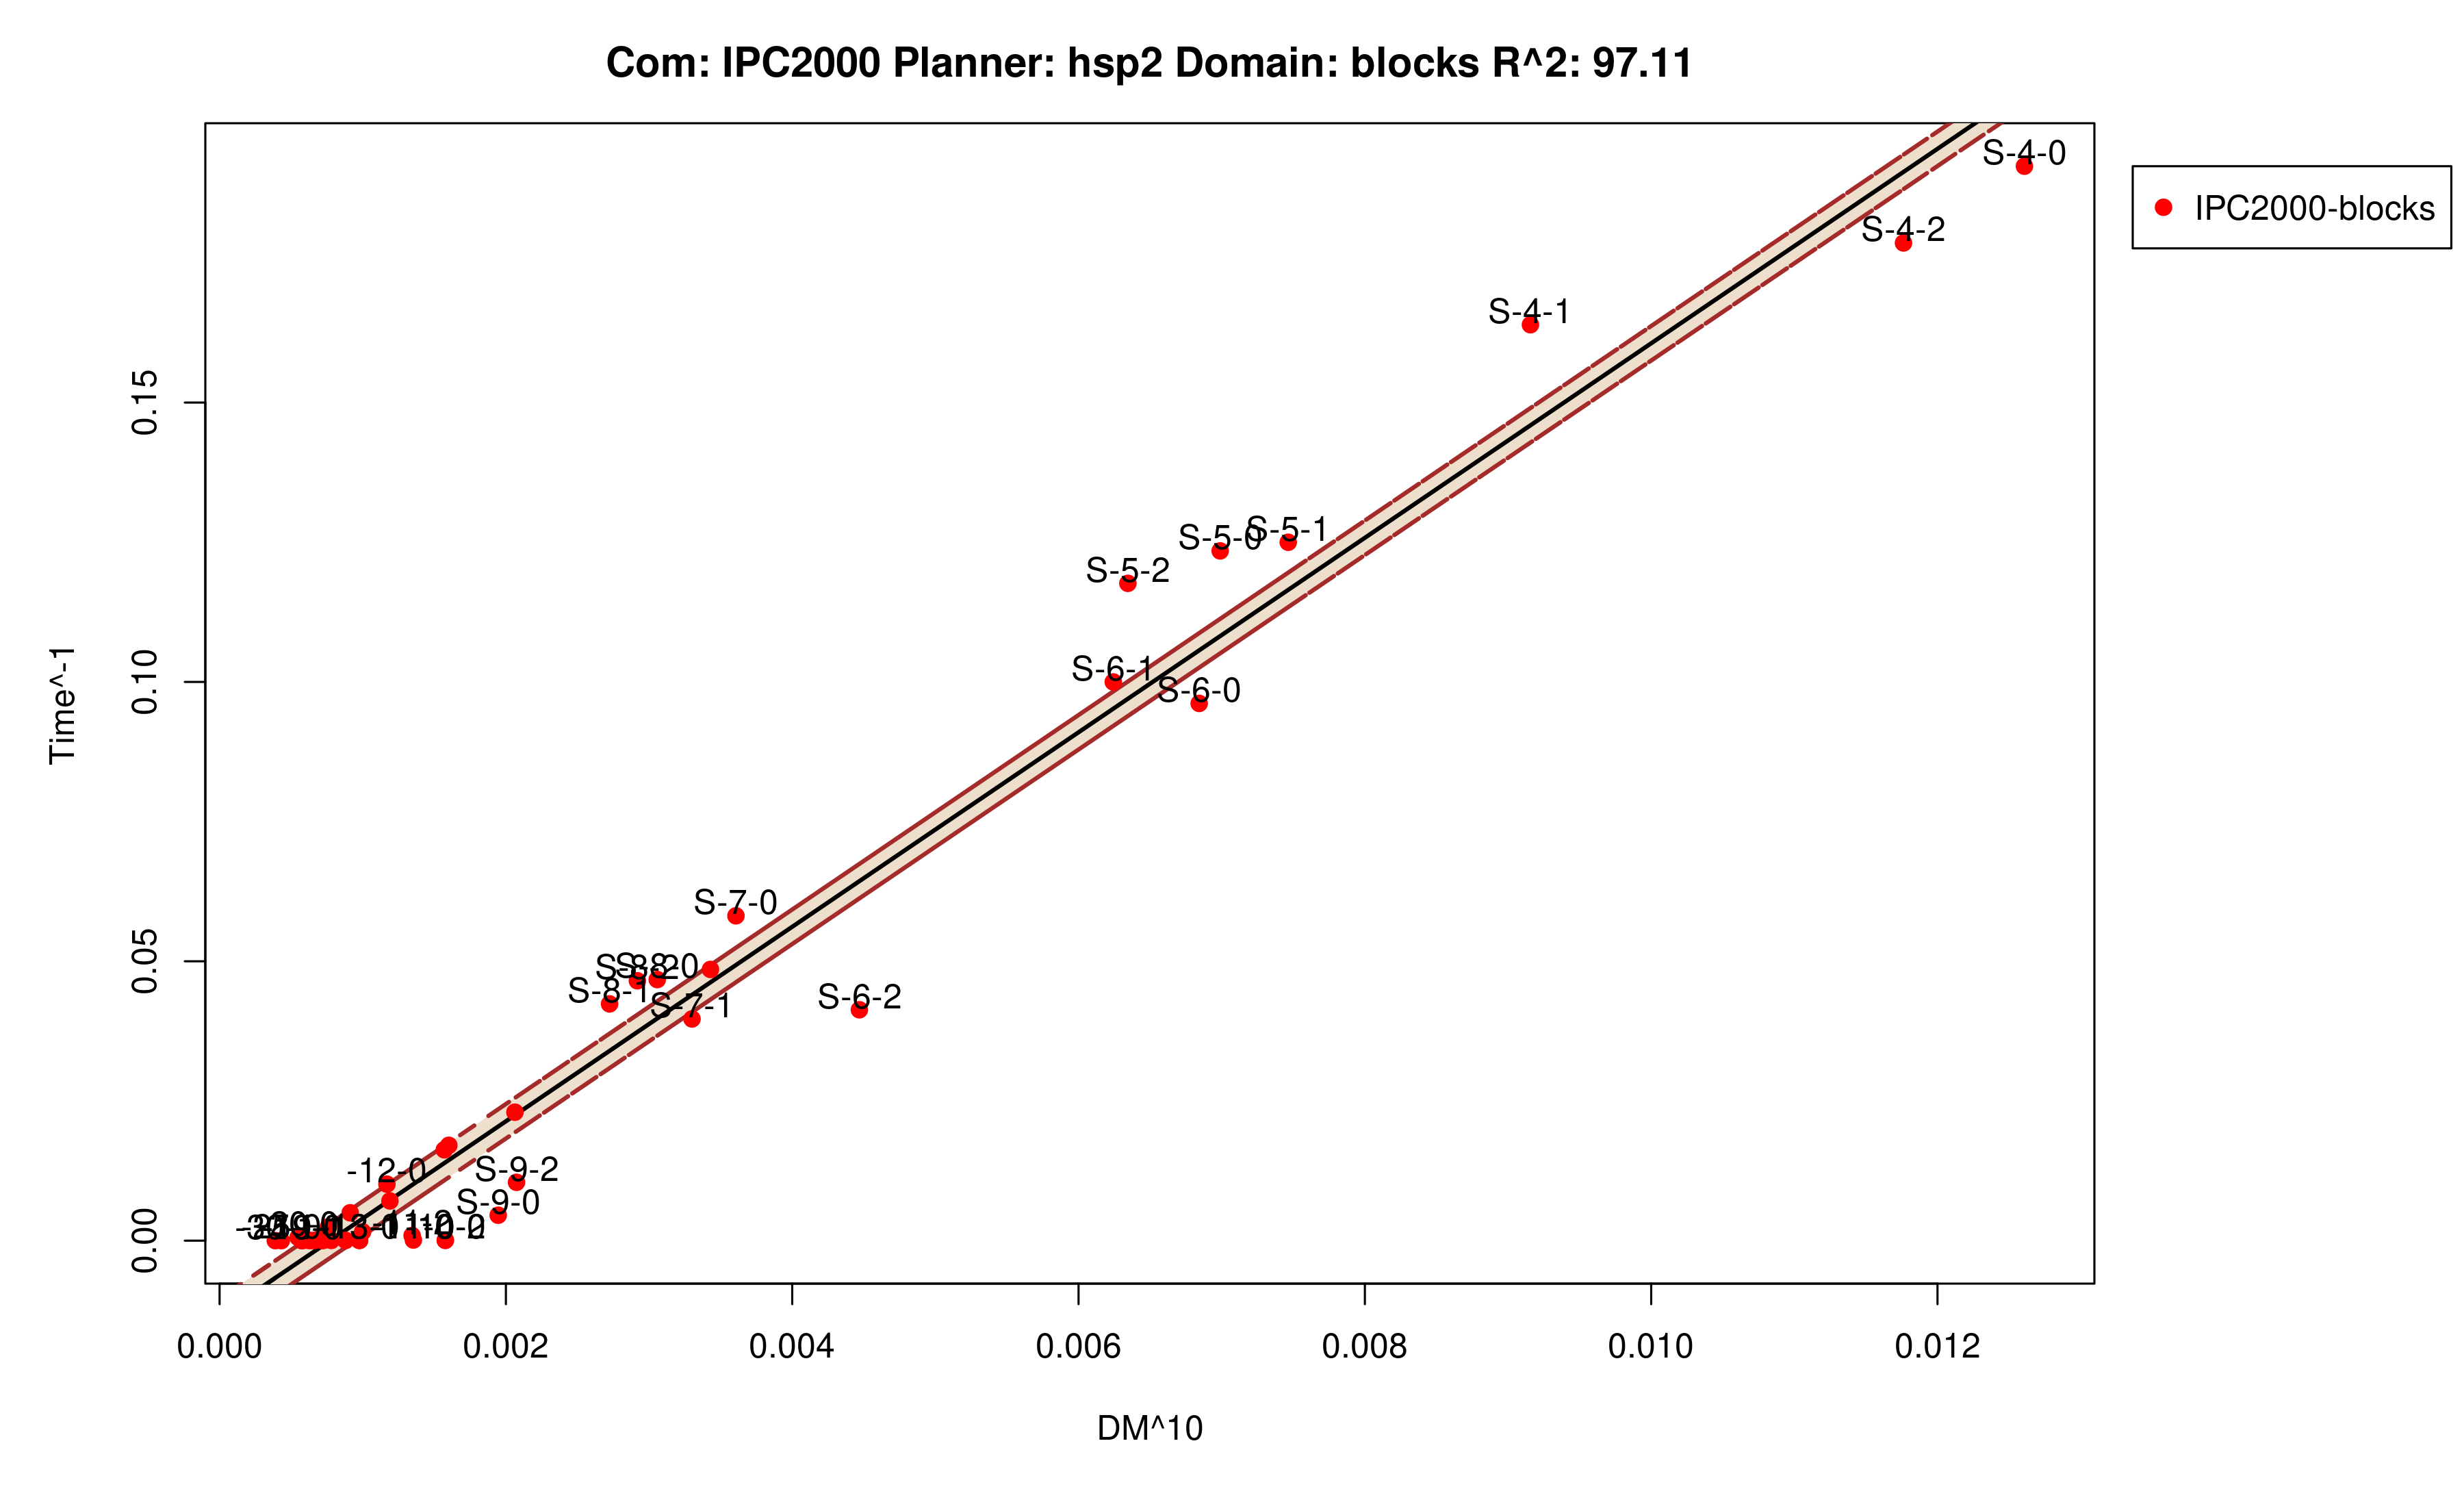 Com: IPC2000 Planner: hsp2 Domain: blocks R^2: 97.11
S-4-0
IPC2000-blocks
S-4-2
S-4-1
0.15
S-5-1
S-5-0
S-5-2
S-6-1
0.10
S-6-0
Time^-1
S-7-0
0.05
S-8-0
S-8-1
S-7-1
S-6-2
-12-0
S-9-2
S-9-0
0.00
0.000 0.002 0.004 0.006 0.008 0.010 0.012
DM^10